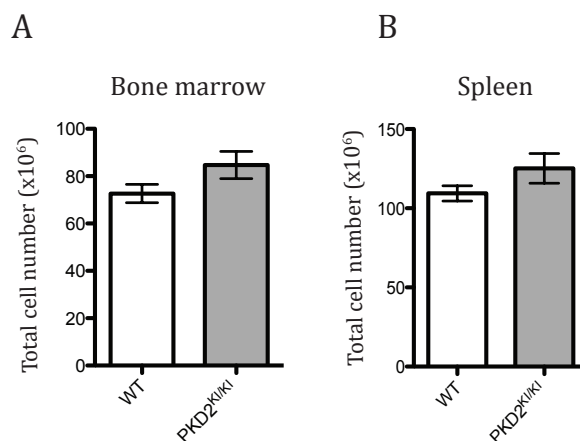 A
Bone marrow
Total cell number (x10⁶)
100
80
60
40
20
0
WT
PKD2ᴷᴵ/ᴷᴵ
B
Spleen
Total cell number (x10⁶)
150
100
50
0
WT
PKD2ᴷᴵ/ᴷᴵ